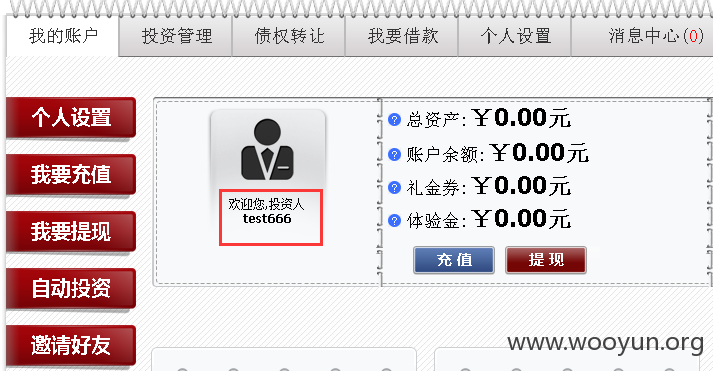 我的账户 投资管理 债权转让 我要借款 个人设置 消息中心(0)
个人设置
我要充值
我要提现
自动投资
邀请好友
欢迎您,投资人
test666
? 总资产: ￥0.00元
? 账户余额: ￥0.00元
? 礼金券: ￥0.00元
? 体验金: ￥0.00元
充值 提现
www.wooyun.org